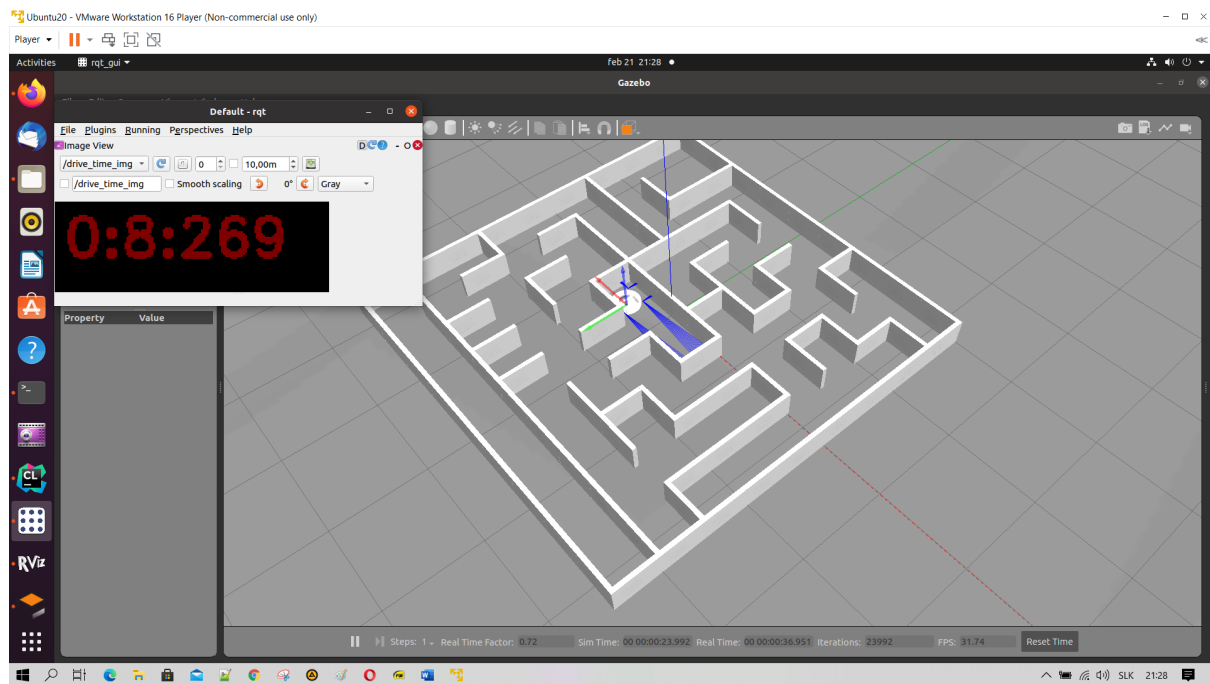 Ubuntu20 - VMware Workstation 16 Player (Non-commercial use only)
Player
Activities rqt_gui feb 21 21:28
Gazebo
Default - rqt
File Plugins Running Perspectives Help
Image View D - O
/drive_time_img 0 10,00m
/drive_time_img Smooth scaling 0° Gray
0:8:269
Property Value
CL
RViz
Steps: 1 Real Time Factor: 0.72 Sim Time: 00 00:00:23.992 Real Time: 00 00:00:36.951 Iterations: 23992 FPS: 31.74 Reset Time
SLK 21:28